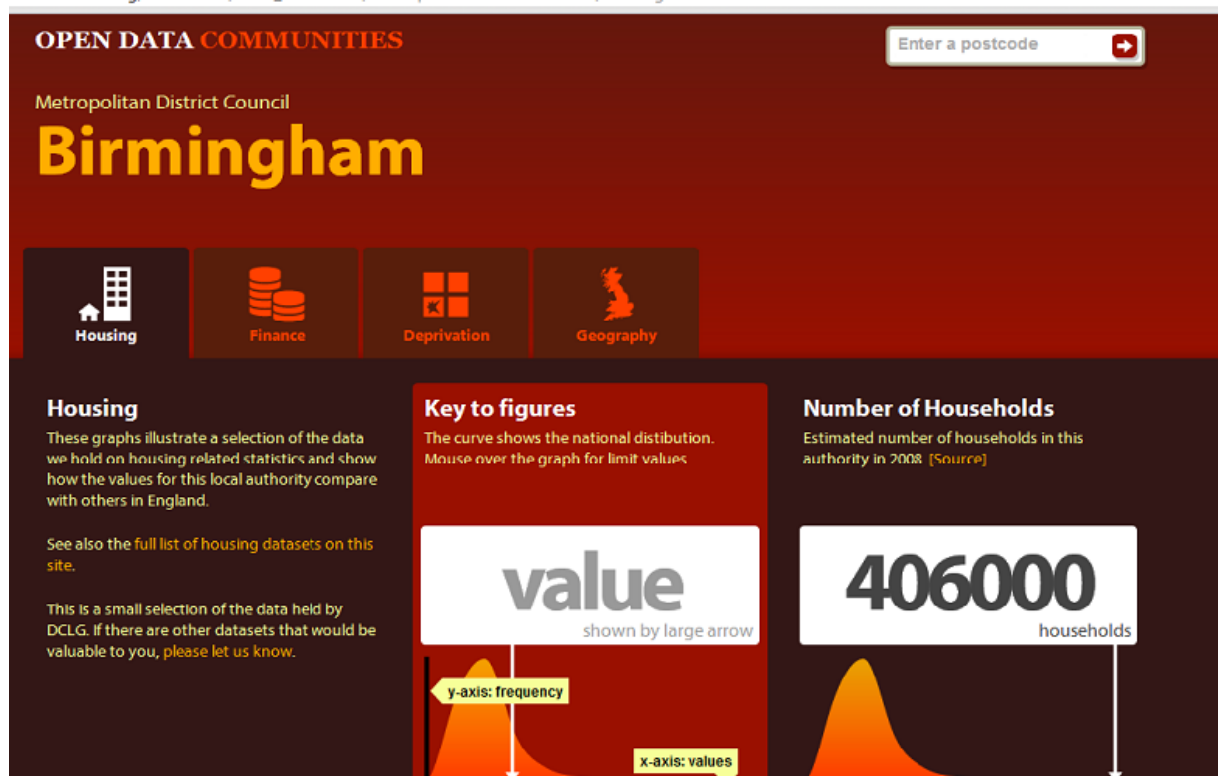 OPEN DATA COMMUNITIES
Enter a postcode
Metropolitan District Council
Birmingham
Housing
Finance
Deprivation
Geography
Housing
These graphs illustrate a selection of the data
we hold on housing related statistics and show
how the values for this local authority compare
with others in England.
See also the full list of housing datasets on this
site.
This is a small selection of the data held by
DCLG. If there are other datasets that would be
valuable to you, please let us know.
Key to figures
The curve shows the national distibution.
Mouse over the graph for limit values
value
shown by large arrow
y-axis: frequency
x-axis: values
Number of Households
Estimated number of households in this
authority in 2008 [Source]
406000
households